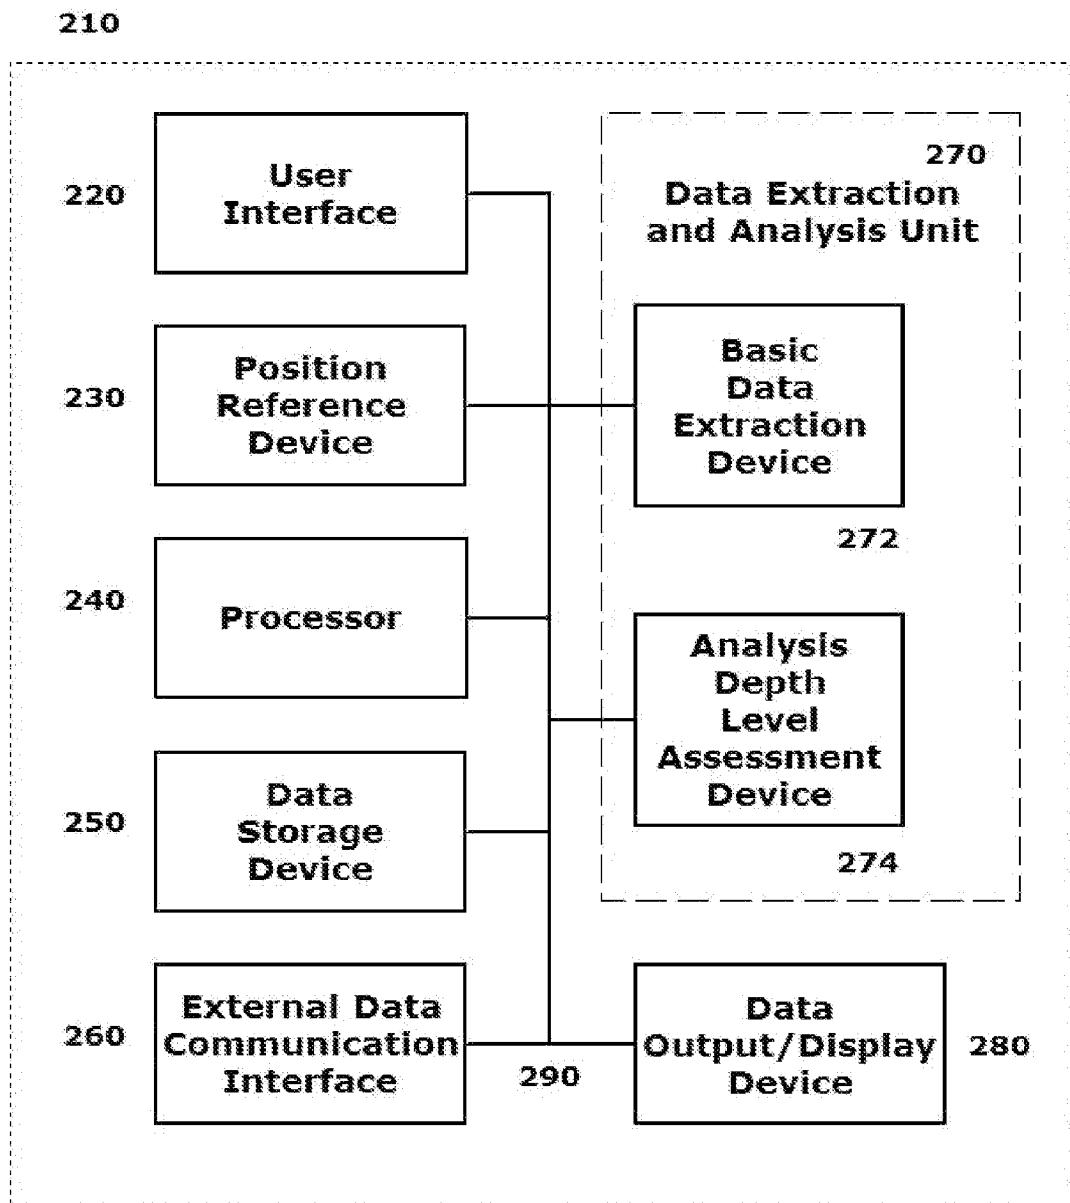 210
220
User
Interface
270
Data Extraction
and Analysis Unit
230
Position
Reference
Device
Basic
Data
Extraction
Device
272
240
Processor
Analysis
Depth
Level
Assessment
Device
274
250
Data
Storage
Device
260
External Data
Communication
Interface
290
Data
Output/Display
Device
280